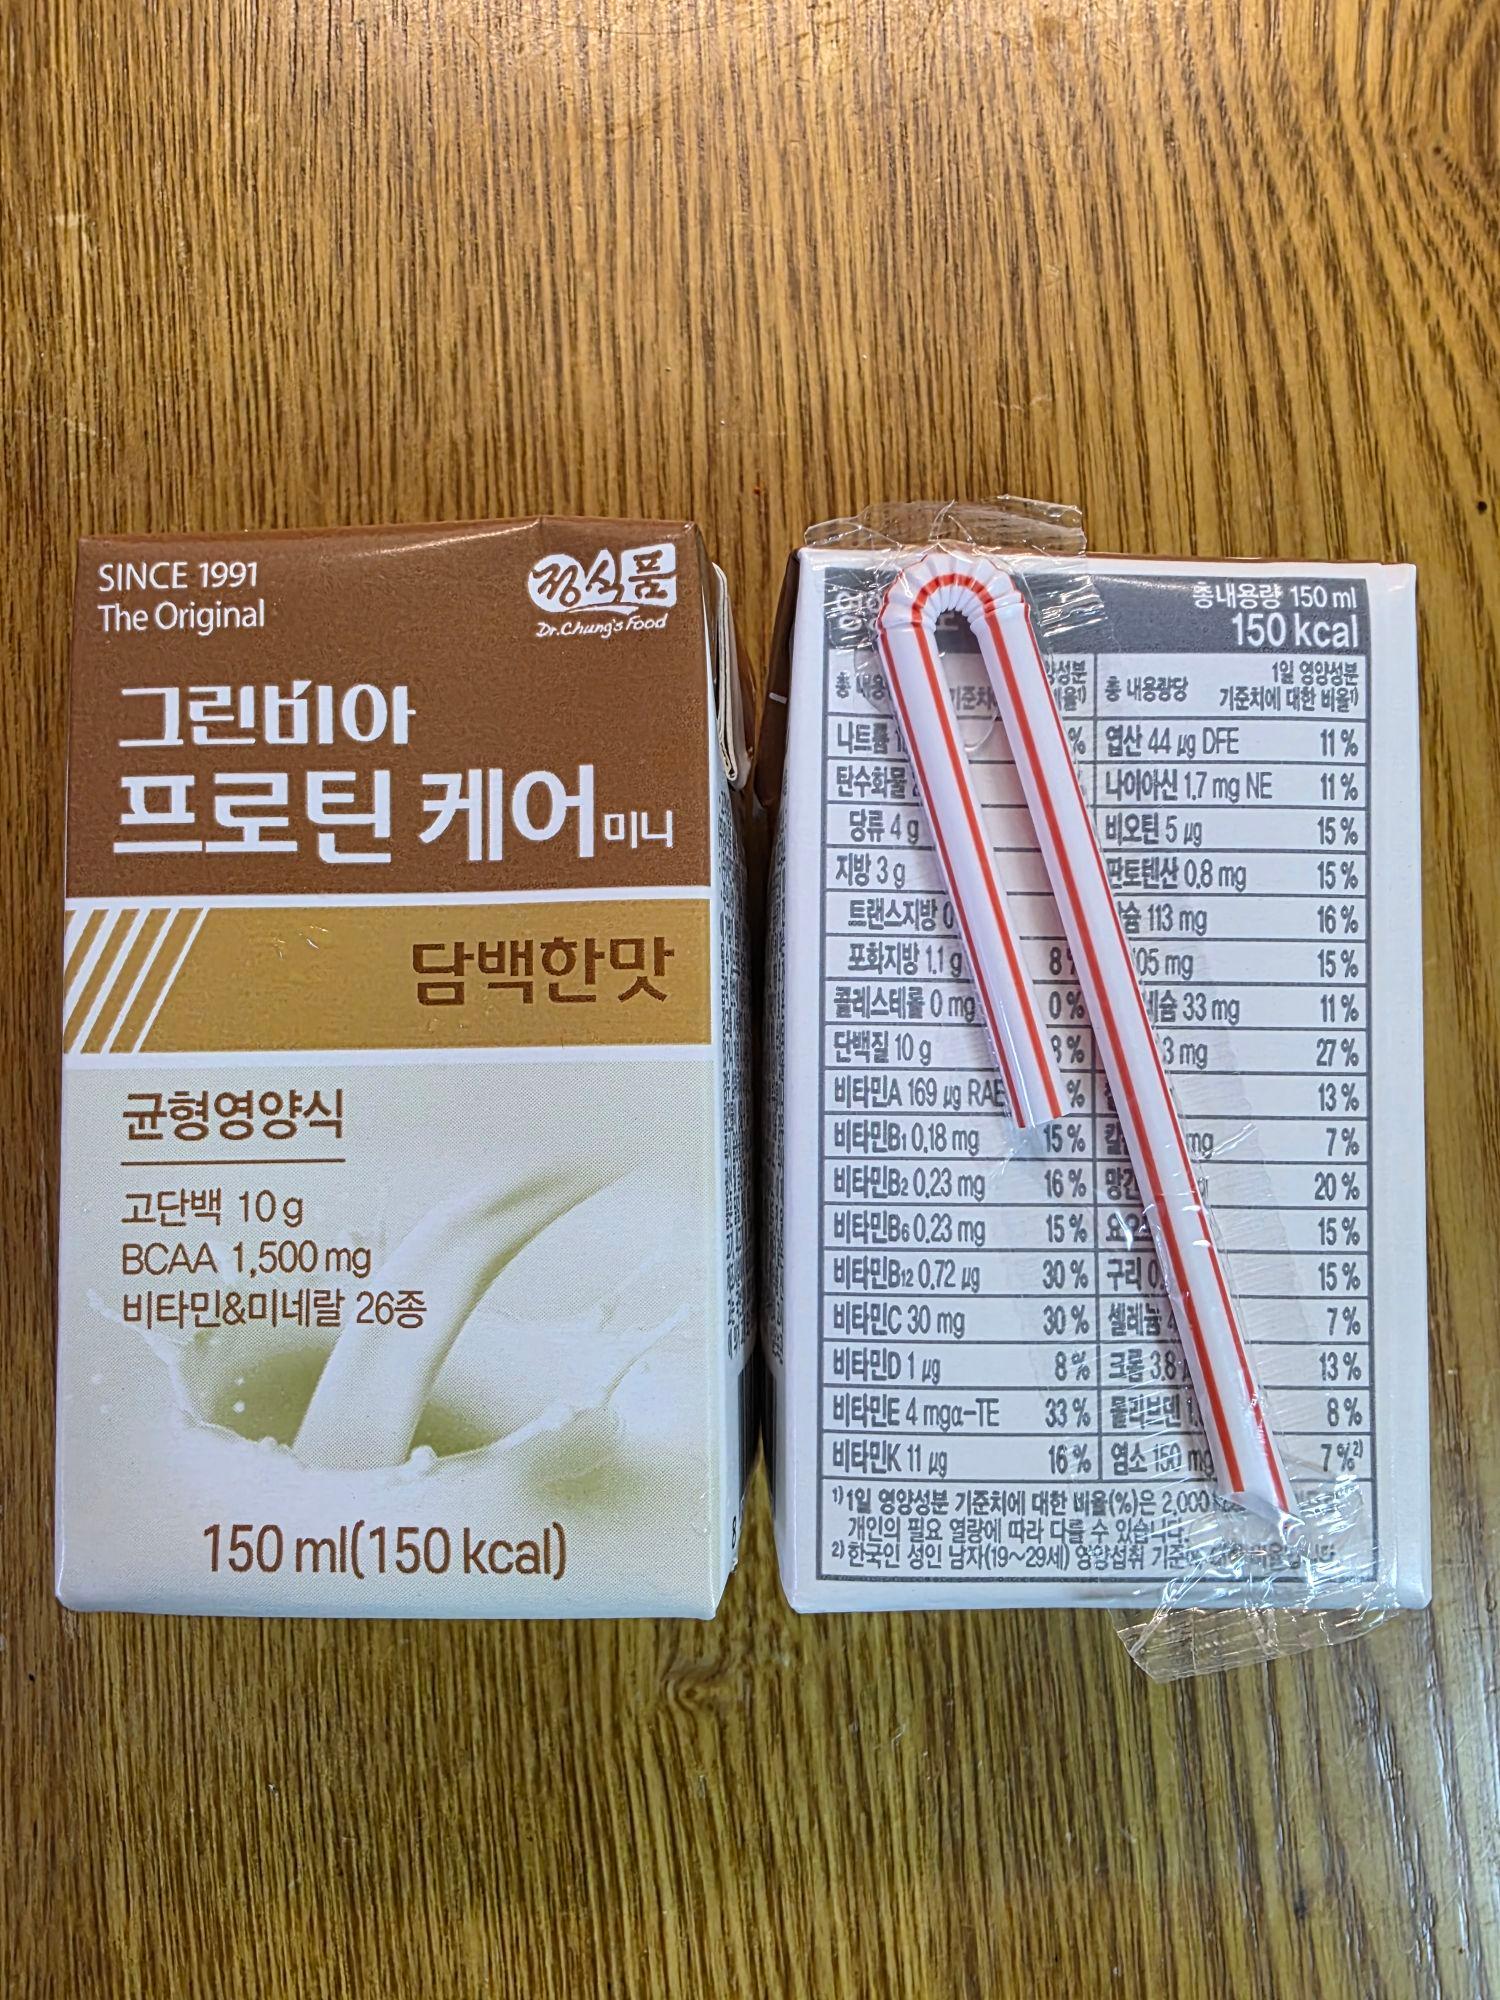 SINCE 1991
The Original
정식품
Dr.Chung's Food
그린비아
프로틴 케어 미니
담백한맛
균형영양식
고단백 10 g
BCAA 1,500 mg
비타민&미네랄 26종
150 ml(150 kcal)
총 내용량 150 ml
150 kcal
총 내용량당 1일 영양성분
기준치에 대한 비율¹⁾
나트륨 엽산 44 μg DFE 11 %
탄수화물 나이아신 1.7 mg NE 11 %
당류 4 g 비오틴 5 μg 15 %
지방 3 g 판토텐산 0.8 mg 15 %
트랜스지방 113 mg 16 %
포화지방 1.1 g 15 %
콜레스테롤 0 mg 0 % 33 mg 11 %
단백질 10 g 27 %
비타민A 169 μg RAE 13 %
비타민B₁ 0.18 mg 15 % 7 %
비타민B₂ 0.23 mg 16 % 20 %
비타민B₆ 0.23 mg 15 % 15 %
비타민B₁₂ 0.72 μg 30 % 구리 15 %
비타민C 30 mg 30 % 셀레늄 7 %
비타민D 1 μg 8 % 크롬 3.8 13 %
비타민E 4 mgα-TE 33 % 몰리브덴 8 %
비타민K 11 μg 16 % 염소 150 mg 7 %²⁾
¹⁾1일 영양성분 기준치에 대한 비율(%)은 2,000
개인의 필요 열량에 따라 다를 수 있습니다.
²⁾한국인 성인 남자(19~29세) 영양섭취